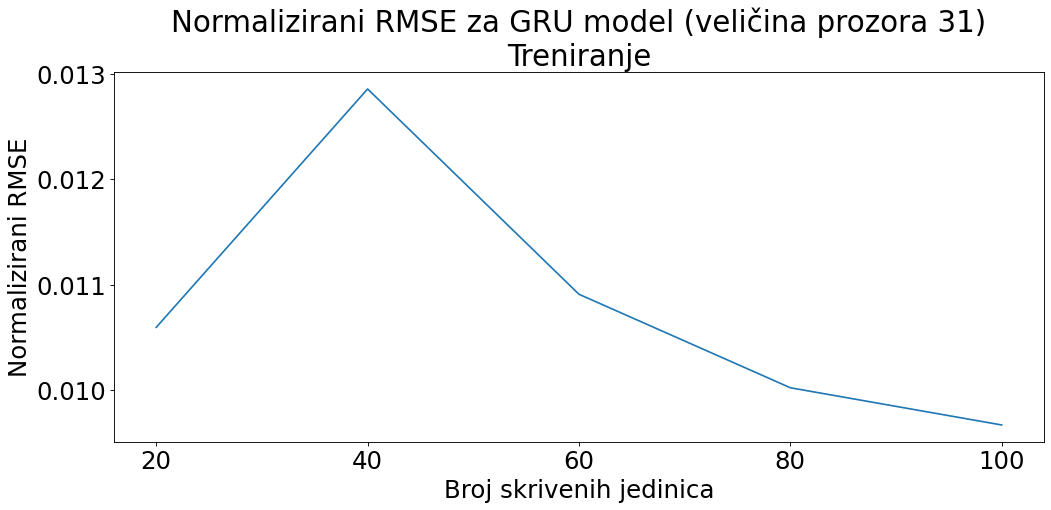 Normalizirani RMSE za GRU model (veličina prozora 31)
Treniranje
Normalizirani RMSE
0.013
0.012
0.011
0.010
20 40 60 80 100
Broj skrivenih jedinica